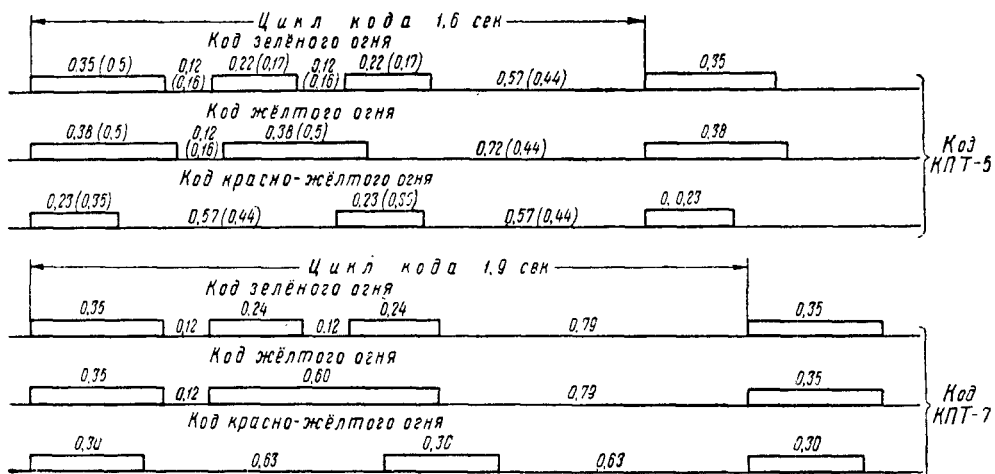 Цикл кода 1,6 сек
Код зелёного огня
0,35(0,5) 0,12 (0,16) 0,22(0,17) 0,12 (0,16) 0,22(0,17) 0,57(0,44) 0,35
Код жёлтого огня
0,38(0,5) 0,12 (0,16) 0,38(0,5) 0,72(0,44) 0,38
Код красно-жёлтого огня
0,23(0,35) 0,57(0,44) 0,23(0,35) 0,57(0,44) 0,23
Код КПТ-5
Цикл кода 1,9 сек
Код зелёного огня
0,35 0,12 0,24 0,12 0,24 0,79 0,35
Код жёлтого огня
0,35 0,12 0,60 0,79 0,35
Код красно-жёлтого огня
0,30 0,63 0,30 0,63 0,30
Код КПТ-7